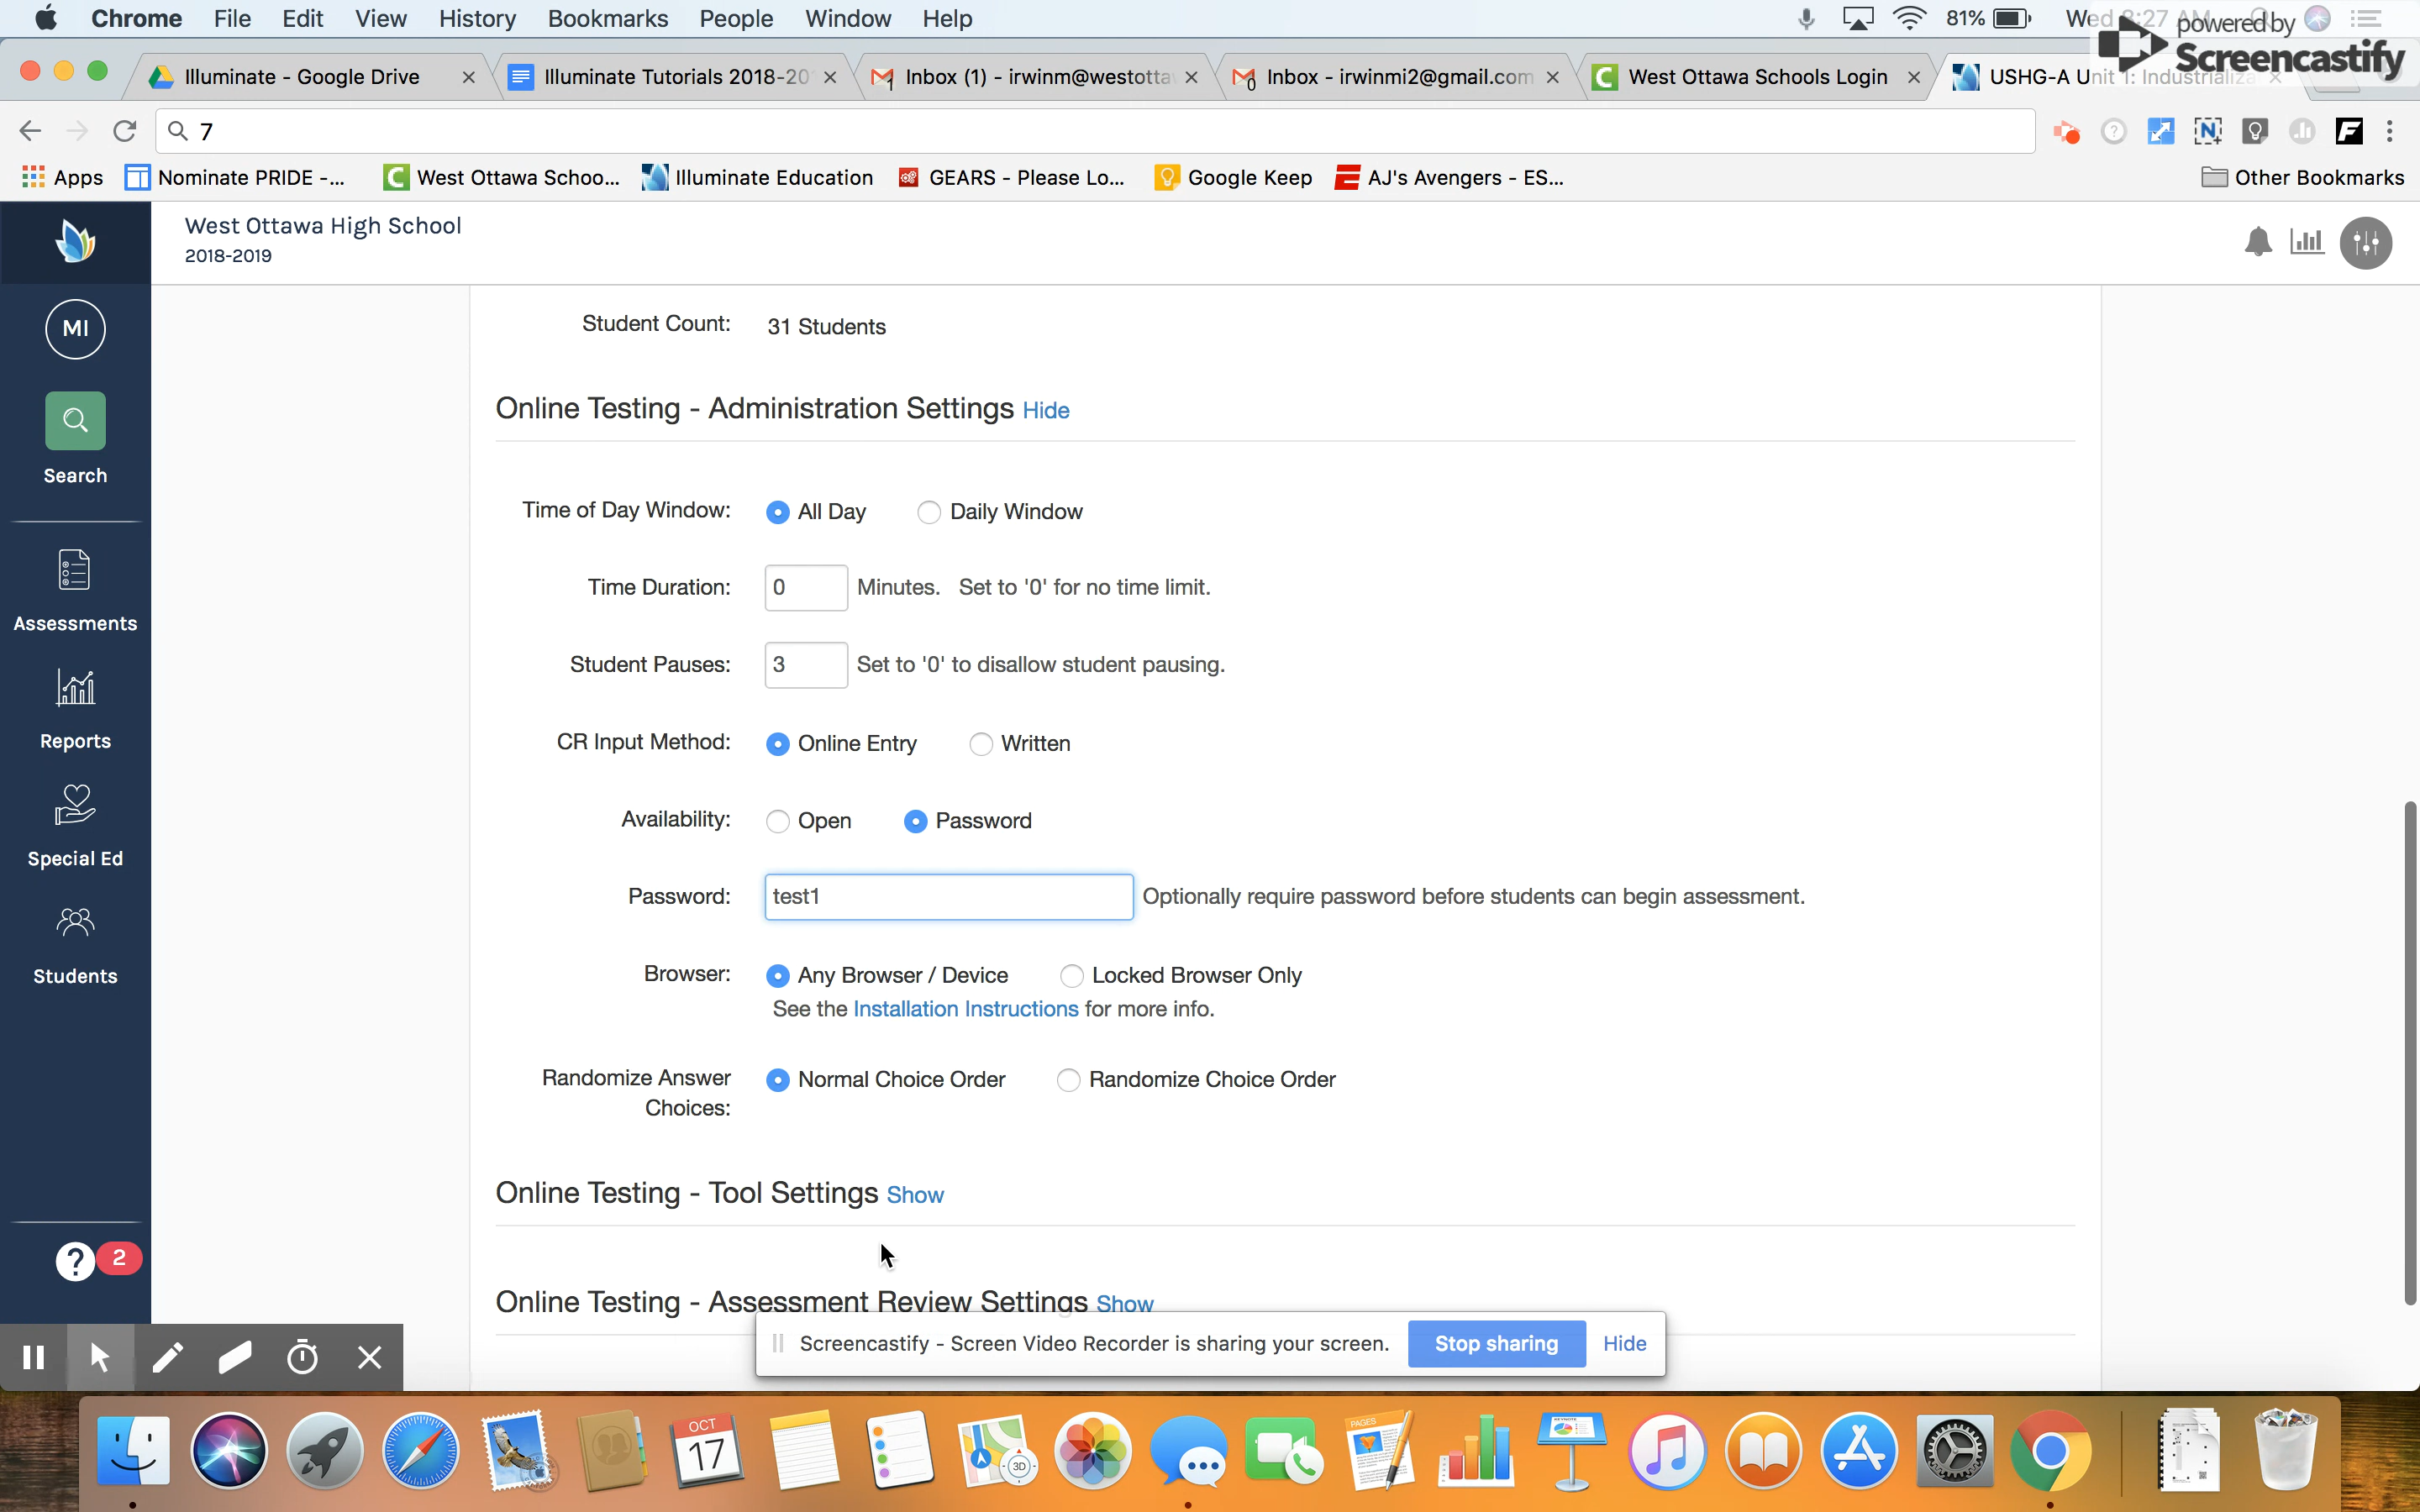 Chrome File Edit View History Bookmarks People Window Help
81%
powered by
Screencastify
Illuminate - Google Drive
Illuminate Tutorials 2018-20
Inbox (1) - irwinm@westotta
Inbox - irwinmi2@gmail.com
West Ottawa Schools Login
USHG-A Unit 1: Industrializa
7
Apps
Nominate PRIDE -...
West Ottawa Schoo...
Illuminate Education
GEARS - Please Lo...
Google Keep
AJ's Avengers - ES...
Other Bookmarks
West Ottawa High School
2018-2019
MI
Search
Assessments
Reports
Special Ed
Students
? 2
Student Count: 31 Students
Online Testing - Administration Settings Hide
Time of Day Window: All Day Daily Window
Time Duration: 0 Minutes. Set to '0' for no time limit.
Student Pauses: 3 Set to '0' to disallow student pausing.
CR Input Method: Online Entry Written
Availability: Open Password
Password: test1 Optionally require password before students can begin assessment.
Browser: Any Browser / Device Locked Browser Only
See the Installation Instructions for more info.
Randomize Answer Choices: Normal Choice Order Randomize Choice Order
Online Testing - Tool Settings Show
Online Testing - Assessment Review Settings Show
Screencastify - Screen Video Recorder is sharing your screen. Stop sharing Hide
OCT
17
3D
PAGES